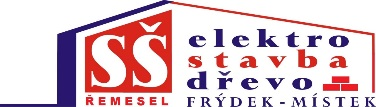 SŠ
ŘEMESEL
elektro
stavba
dřevo
FRÝDEK-MÍSTEK